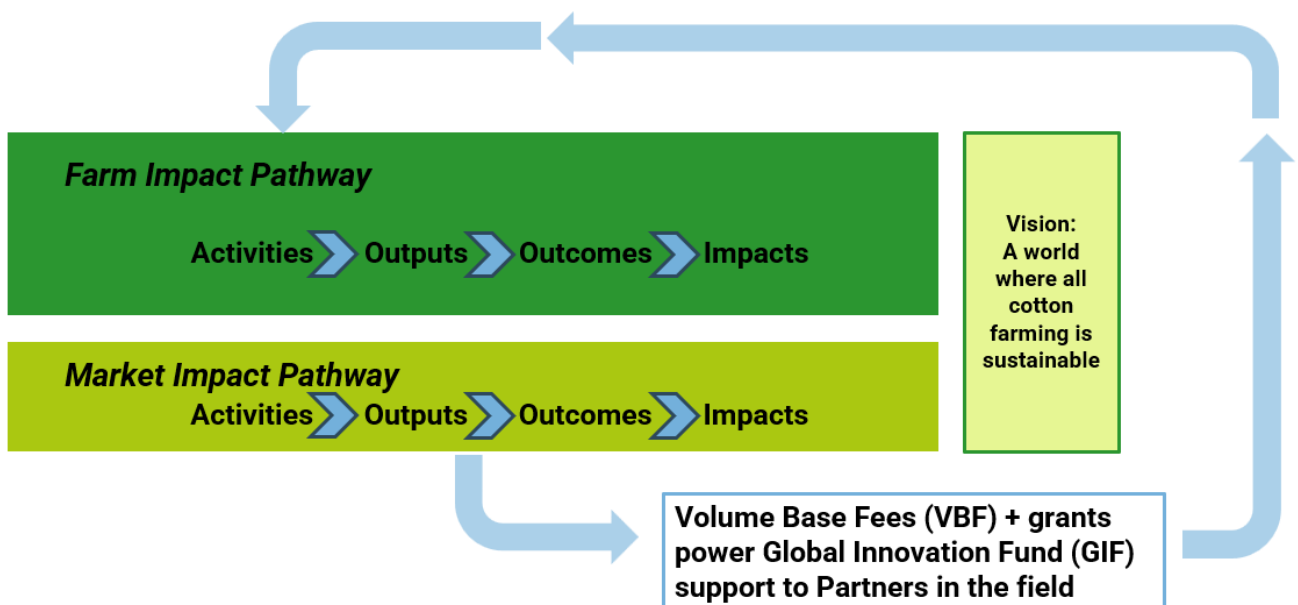 Farm Impact Pathway
Activities Outputs Outcomes Impacts
Market Impact Pathway
Activities Outputs Outcomes Impacts
Vision:
A world
where all
cotton
farming is
sustainable
Volume Base Fees (VBF) + grants
power Global Innovation Fund (GIF)
support to Partners in the field